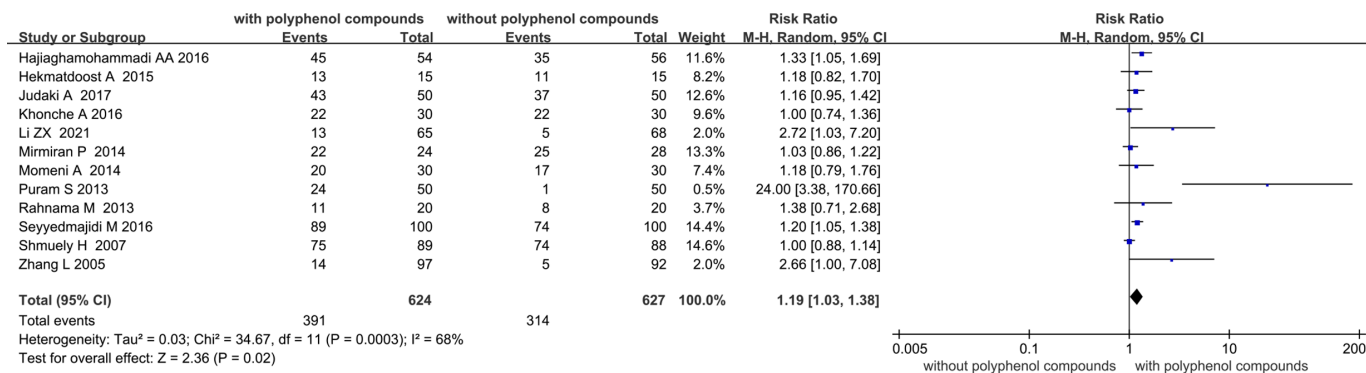 with polyphenol compounds without polyphenol compounds Risk Ratio Risk Ratio
Study or Subgroup Events Total Events Total Weight M-H, Random, 95% CI M-H, Random, 95% CI
Hajiaghamohammadi AA 2016 45 54 35 56 11.6% 1.33 [1.05, 1.69]
Hekmatdoost A 2015 13 15 11 15 8.2% 1.18 [0.82, 1.70]
Judaki A 2017 43 50 37 50 12.6% 1.16 [0.95, 1.42]
Khonche A 2016 22 30 22 30 9.6% 1.00 [0.74, 1.36]
Li ZX 2021 13 65 5 68 2.0% 2.72 [1.03, 7.20]
Mirmiran P 2014 22 24 25 28 13.3% 1.03 [0.86, 1.22]
Momeni A 2014 20 30 17 30 7.4% 1.18 [0.79, 1.76]
Puram S 2013 24 50 1 50 0.5% 24.00 [3.38, 170.66]
Rahnama M 2013 11 20 8 20 3.7% 1.38 [0.71, 2.68]
Seyyedmajidi M 2016 89 100 74 100 14.4% 1.20 [1.05, 1.38]
Shmuely H 2007 75 89 74 88 14.6% 1.00 [0.88, 1.14]
Zhang L 2005 14 97 5 92 2.0% 2.66 [1.00, 7.08]
Total (95% CI) 624 627 100.0% 1.19 [1.03, 1.38]
Total events 391 314
Heterogeneity: Tau² = 0.03; Chi² = 34.67, df = 11 (P = 0.0003); I² = 68%
Test for overall effect: Z = 2.36 (P = 0.02)
0.005 0.1 1 10 200
without polyphenol compounds with polyphenol compounds